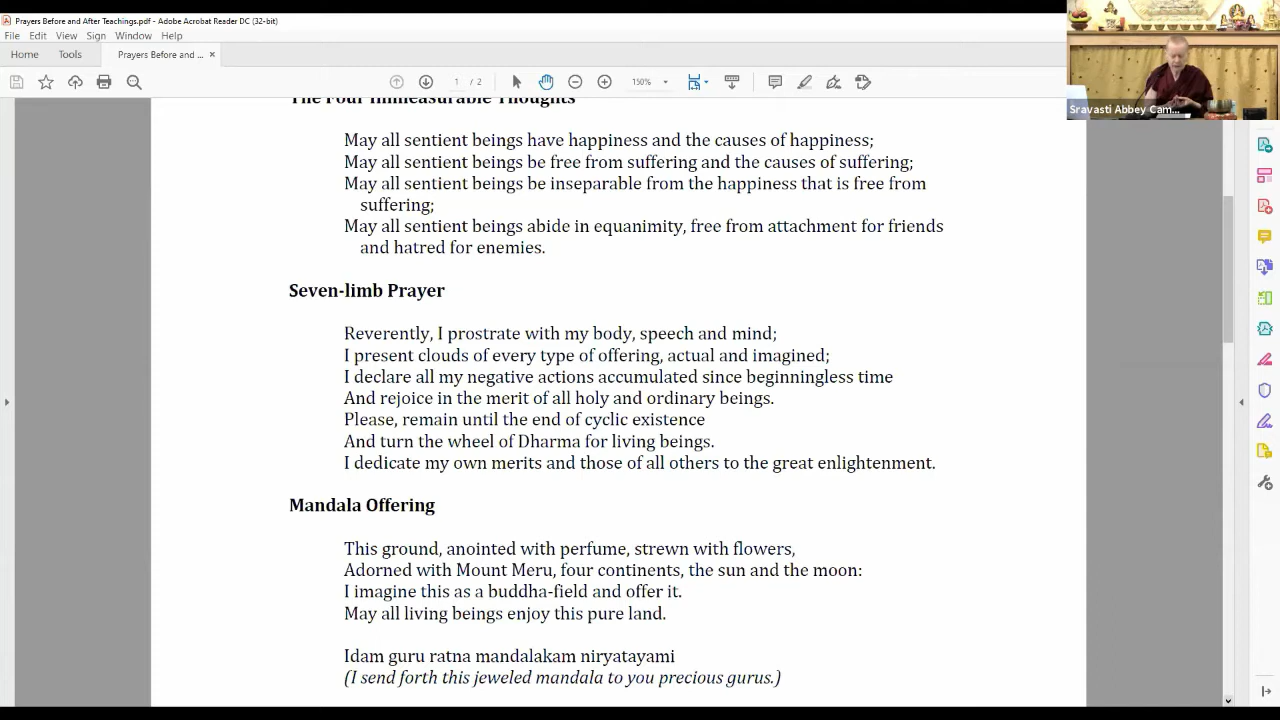 Prayers Before and After Teachings.pdf - Adobe Acrobat Reader DC (32-bit)
File Edit View Sign Window Help
Home Tools Prayers Before and ... ×
1 / 2 150%
The Four Immeasurable Thoughts
May all sentient beings have happiness and the causes of happiness;
May all sentient beings be free from suffering and the causes of suffering;
May all sentient beings be inseparable from the happiness that is free from
suffering;
May all sentient beings abide in equanimity, free from attachment for friends
and hatred for enemies.
Seven-limb Prayer
Reverently, I prostrate with my body, speech and mind;
I present clouds of every type of offering, actual and imagined;
I declare all my negative actions accumulated since beginningless time
And rejoice in the merit of all holy and ordinary beings.
Please, remain until the end of cyclic existence
And turn the wheel of Dharma for living beings.
I dedicate my own merits and those of all others to the great enlightenment.
Mandala Offering
This ground, anointed with perfume, strewn with flowers,
Adorned with Mount Meru, four continents, the sun and the moon:
I imagine this as a buddha-field and offer it.
May all living beings enjoy this pure land.
Idam guru ratna mandalakam niryatayami
(I send forth this jeweled mandala to you precious gurus.)
Sravasti Abbey Cam...